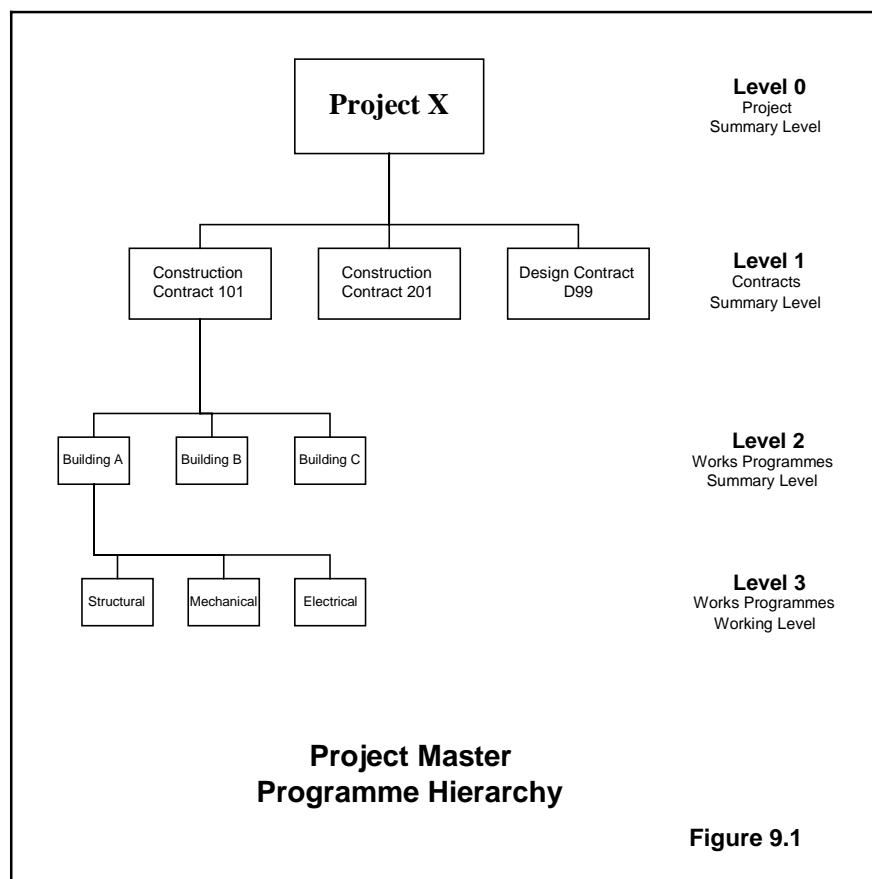 Project X
Level 0
Project
Summary Level
Construction
Contract 101
Construction
Contract 201
Design Contract
D99
Level 1
Contracts
Summary Level
Building A
Building B
Building C
Level 2
Works Programmes
Summary Level
Structural
Mechanical
Electrical
Level 3
Works Programmes
Working Level
Project Master
Programme Hierarchy
Figure 9.1